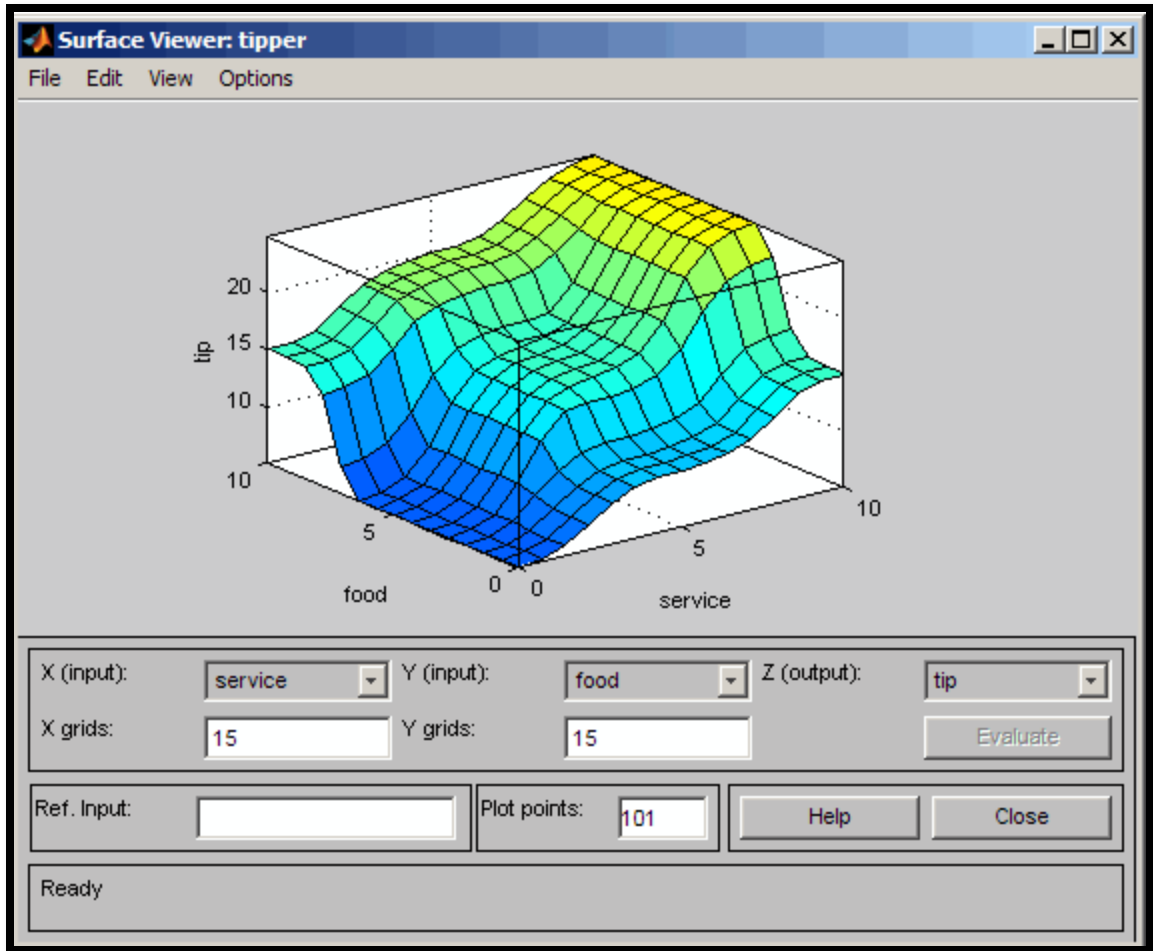 Surface Viewer: tipper
File Edit View Options
20
15
10
tip
10
5
0
food
0
5
10
service
X (input): service Y (input): food Z (output): tip
X grids: 15 Y grids: 15 Evaluate
Ref. Input: Plot points: 101 Help Close
Ready